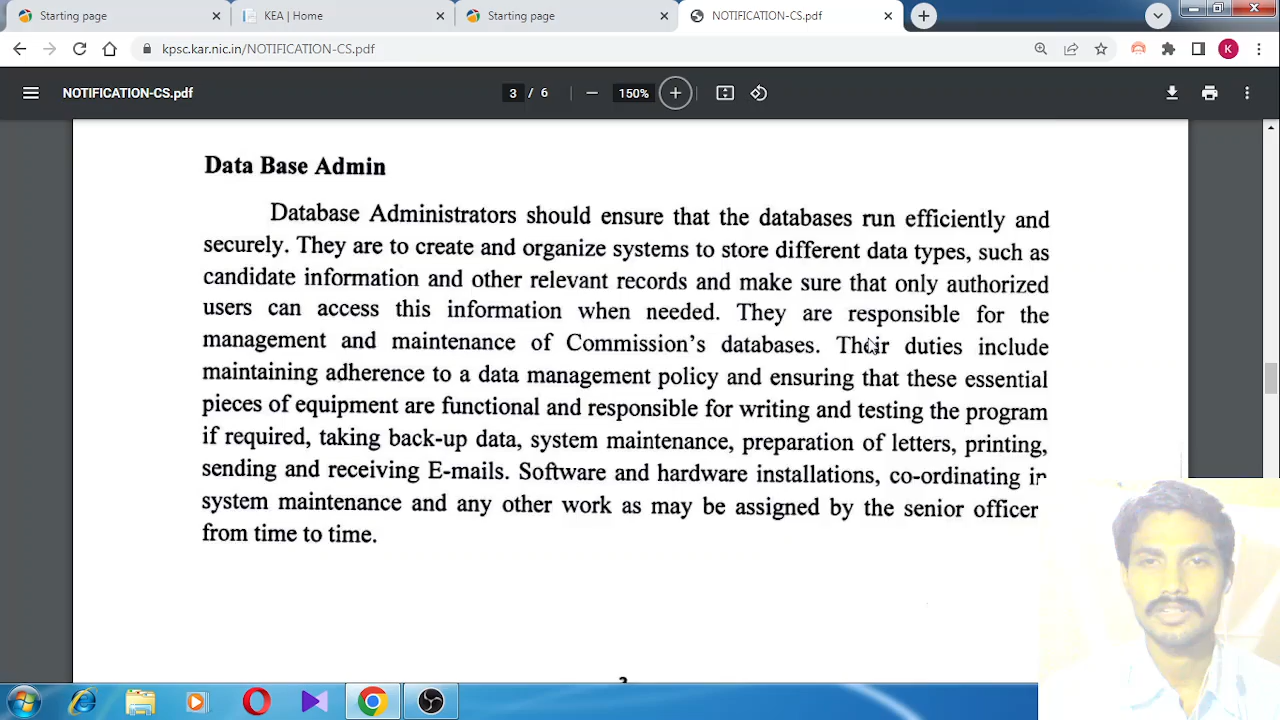 Starting page
KEA | Home
Starting page
NOTIFICATION-CS.pdf
kpsc.kar.nic.in/NOTIFICATION-CS.pdf
K
NOTIFICATION-CS.pdf
3 / 6
150%
Data Base Admin
Database Administrators should ensure that the databases run efficiently and
securely. They are to create and organize systems to store different data types, such as
candidate information and other relevant records and make sure that only authorized
users can access this information when needed. They are responsible for the
management and maintenance of Commission's databases. Their duties include
maintaining adherence to a data management policy and ensuring that these essential
pieces of equipment are functional and responsible for writing and testing the program
if required, taking back-up data, system maintenance, preparation of letters, printing,
sending and receiving E-mails. Software and hardware installations, co-ordinating in
system maintenance and any other work as may be assigned by the senior officer
from time to time.